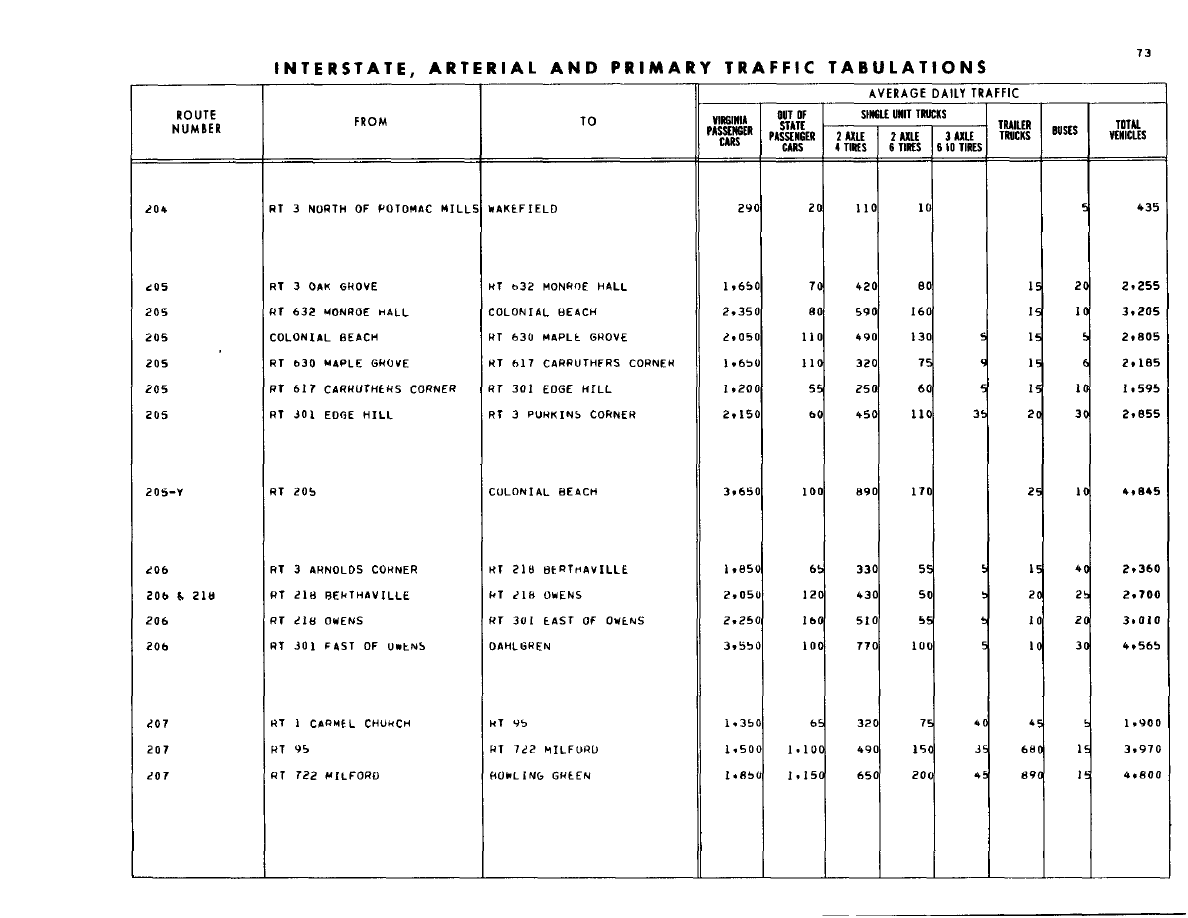 73
INTERSTATE, ARTERIAL AND PRIMARY TRAFFIC TABULATIONS
AVERAGE DAILY TRAFFIC
ROUTE NUMBER FROM TO VIRGINIA PASSENGER CARS OUT OF STATE PASSENGER CARS SINGLE UNIT TRUCKS 2 AXLE 4 TIRES 2 AXLE 6 TIRES 3 AXLE 6 10 TIRES TRAILER TRUCKS BUSES TOTAL VEHICLES
204 RT 3 NORTH OF POTOMAC MILLS WAKEFIELD 290 20 110 10 5 435
205 RT 3 OAK GROVE RT 632 MONROE HALL 1,650 70 420 80 15 20 2,255
205 RT 632 MONROE HALL COLONIAL BEACH 2,350 80 590 160 15 10 3,205
205 COLONIAL BEACH RT 630 MAPLE GROVE 2,050 110 490 130 5 15 5 2,805
205 RT 630 MAPLE GROVE RT 617 CARRUTHERS CORNER 1,650 110 320 75 9 15 6 2,185
205 RT 617 CARRUTHERS CORNER RT 301 EDGE HILL 1,200 55 250 60 5 15 10 1,595
205 RT 301 EDGE HILL RT 3 PURKINS CORNER 2,150 60 450 110 35 20 30 2,855
205-Y RT 205 COLONIAL BEACH 3,650 100 890 170 25 10 4,845
206 RT 3 ARNOLDS CORNER RT 218 BERTHAVILLE 1,850 65 330 55 5 15 40 2,360
206 & 218 RT 218 BERTHAVILLE RT 218 OWENS 2,050 120 430 50 5 20 25 2,700
206 RT 218 OWENS RT 301 EAST OF OWENS 2,250 160 510 55 5 10 20 3,010
206 RT 301 EAST OF OWENS DAHLGREN 3,550 100 770 100 5 10 30 4,565
207 RT 1 CARMEL CHURCH RT 95 1,350 65 320 75 40 45 5 1,900
207 RT 95 RT 722 MILFORD 1,500 1,100 490 150 35 680 15 3,970
207 RT 722 MILFORD BOWLING GREEN 1,850 1,150 650 200 45 890 15 4,800